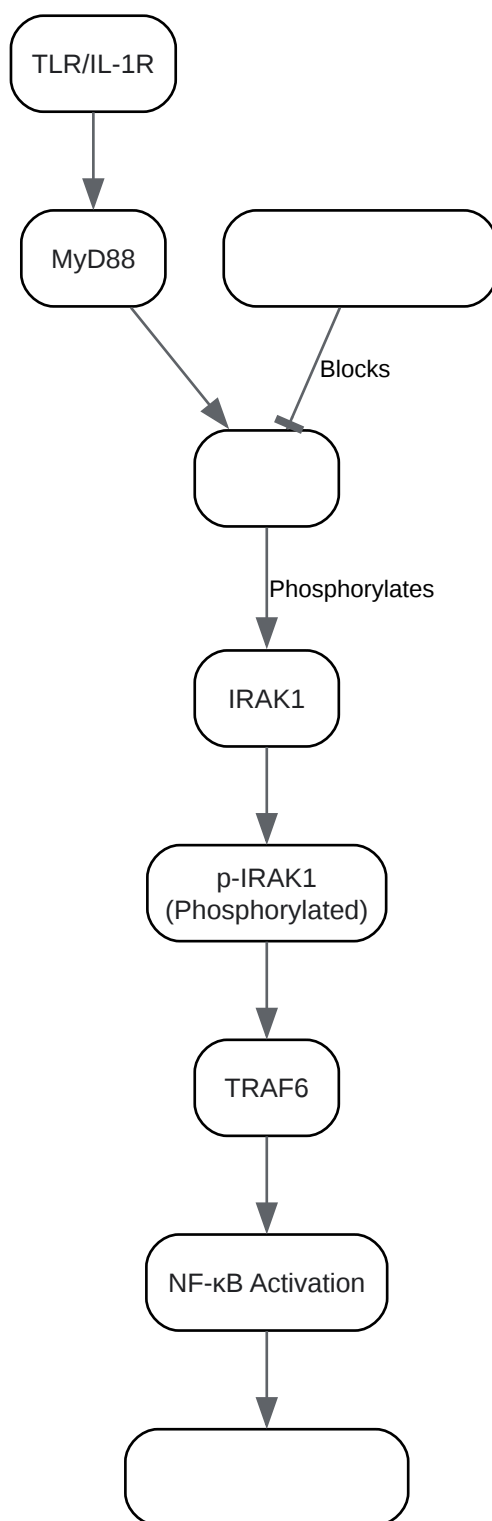 TLR/IL-1R
MyD88
Blocks
Phosphorylates
IRAK1
p-IRAK1
(Phosphorylated)
TRAF6
NF-κB Activation